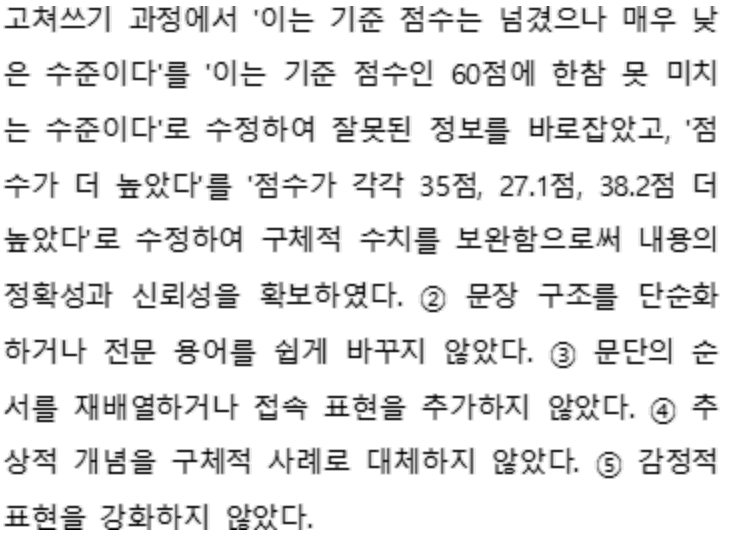 고쳐쓰기 과정에서 '이는 기준 점수는 넘겼으나 매우 낮
은 수준이다'를 '이는 기준 점수인 60점에 한참 못 미치
는 수준이다'로 수정하여 잘못된 정보를 바로잡았고, '점
수가 더 높았다'를 '점수가 각각 35점, 27.1점, 38.2점 더
높았다'로 수정하여 구체적 수치를 보완함으로써 내용의
정확성과 신뢰성을 확보하였다. ② 문장 구조를 단순화
하거나 전문 용어를 쉽게 바꾸지 않았다. ③ 문단의 순
서를 재배열하거나 접속 표현을 추가하지 않았다. ④ 추
상적 개념을 구체적 사례로 대체하지 않았다. ⑤ 감정적
표현을 강화하지 않았다.